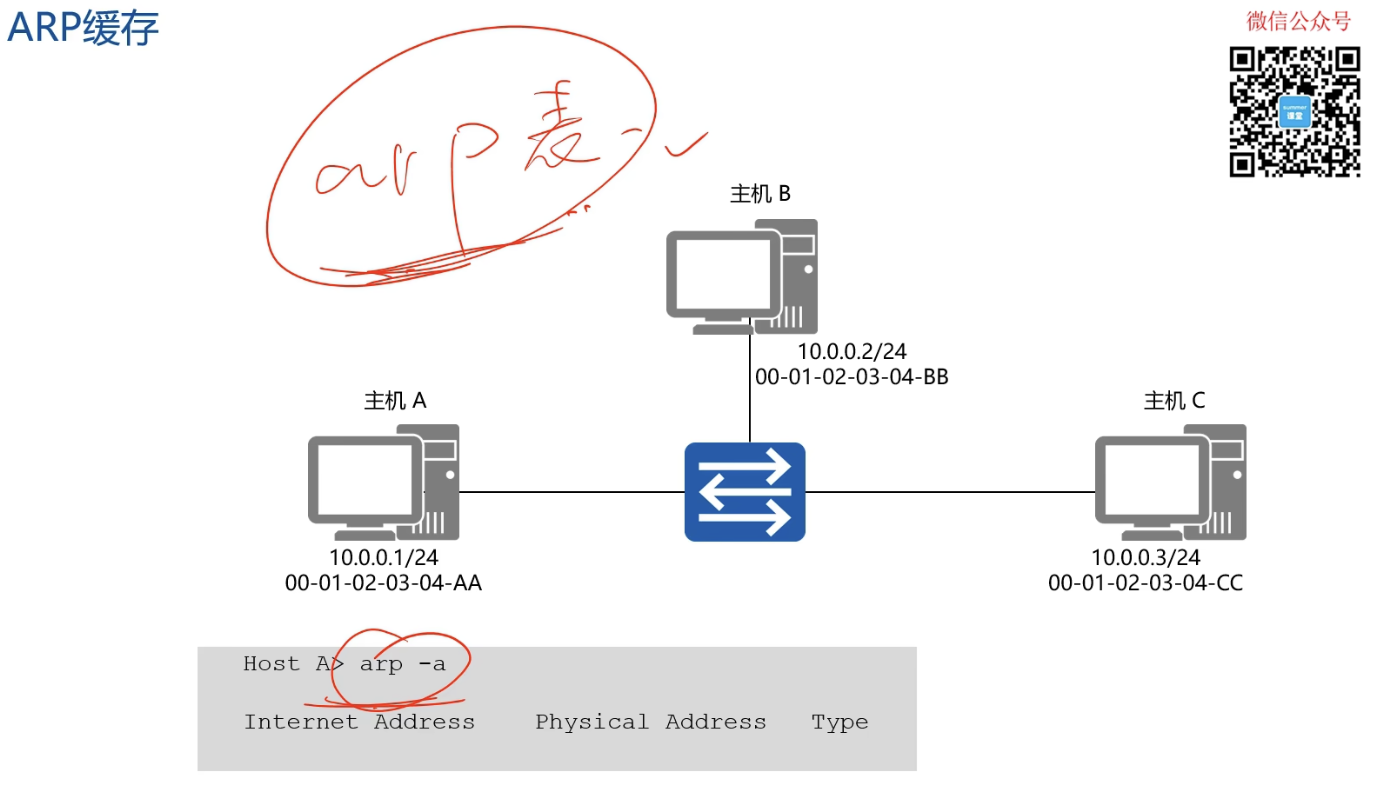 ARP缓存
微信公众号
summer
课堂
arp表
主机 B
10.0.0.2/24
00-01-02-03-04-BB
主机 A
主机 C
10.0.0.1/24
00-01-02-03-04-AA
10.0.0.3/24
00-01-02-03-04-CC
Host A> arp -a
Internet Address Physical Address Type